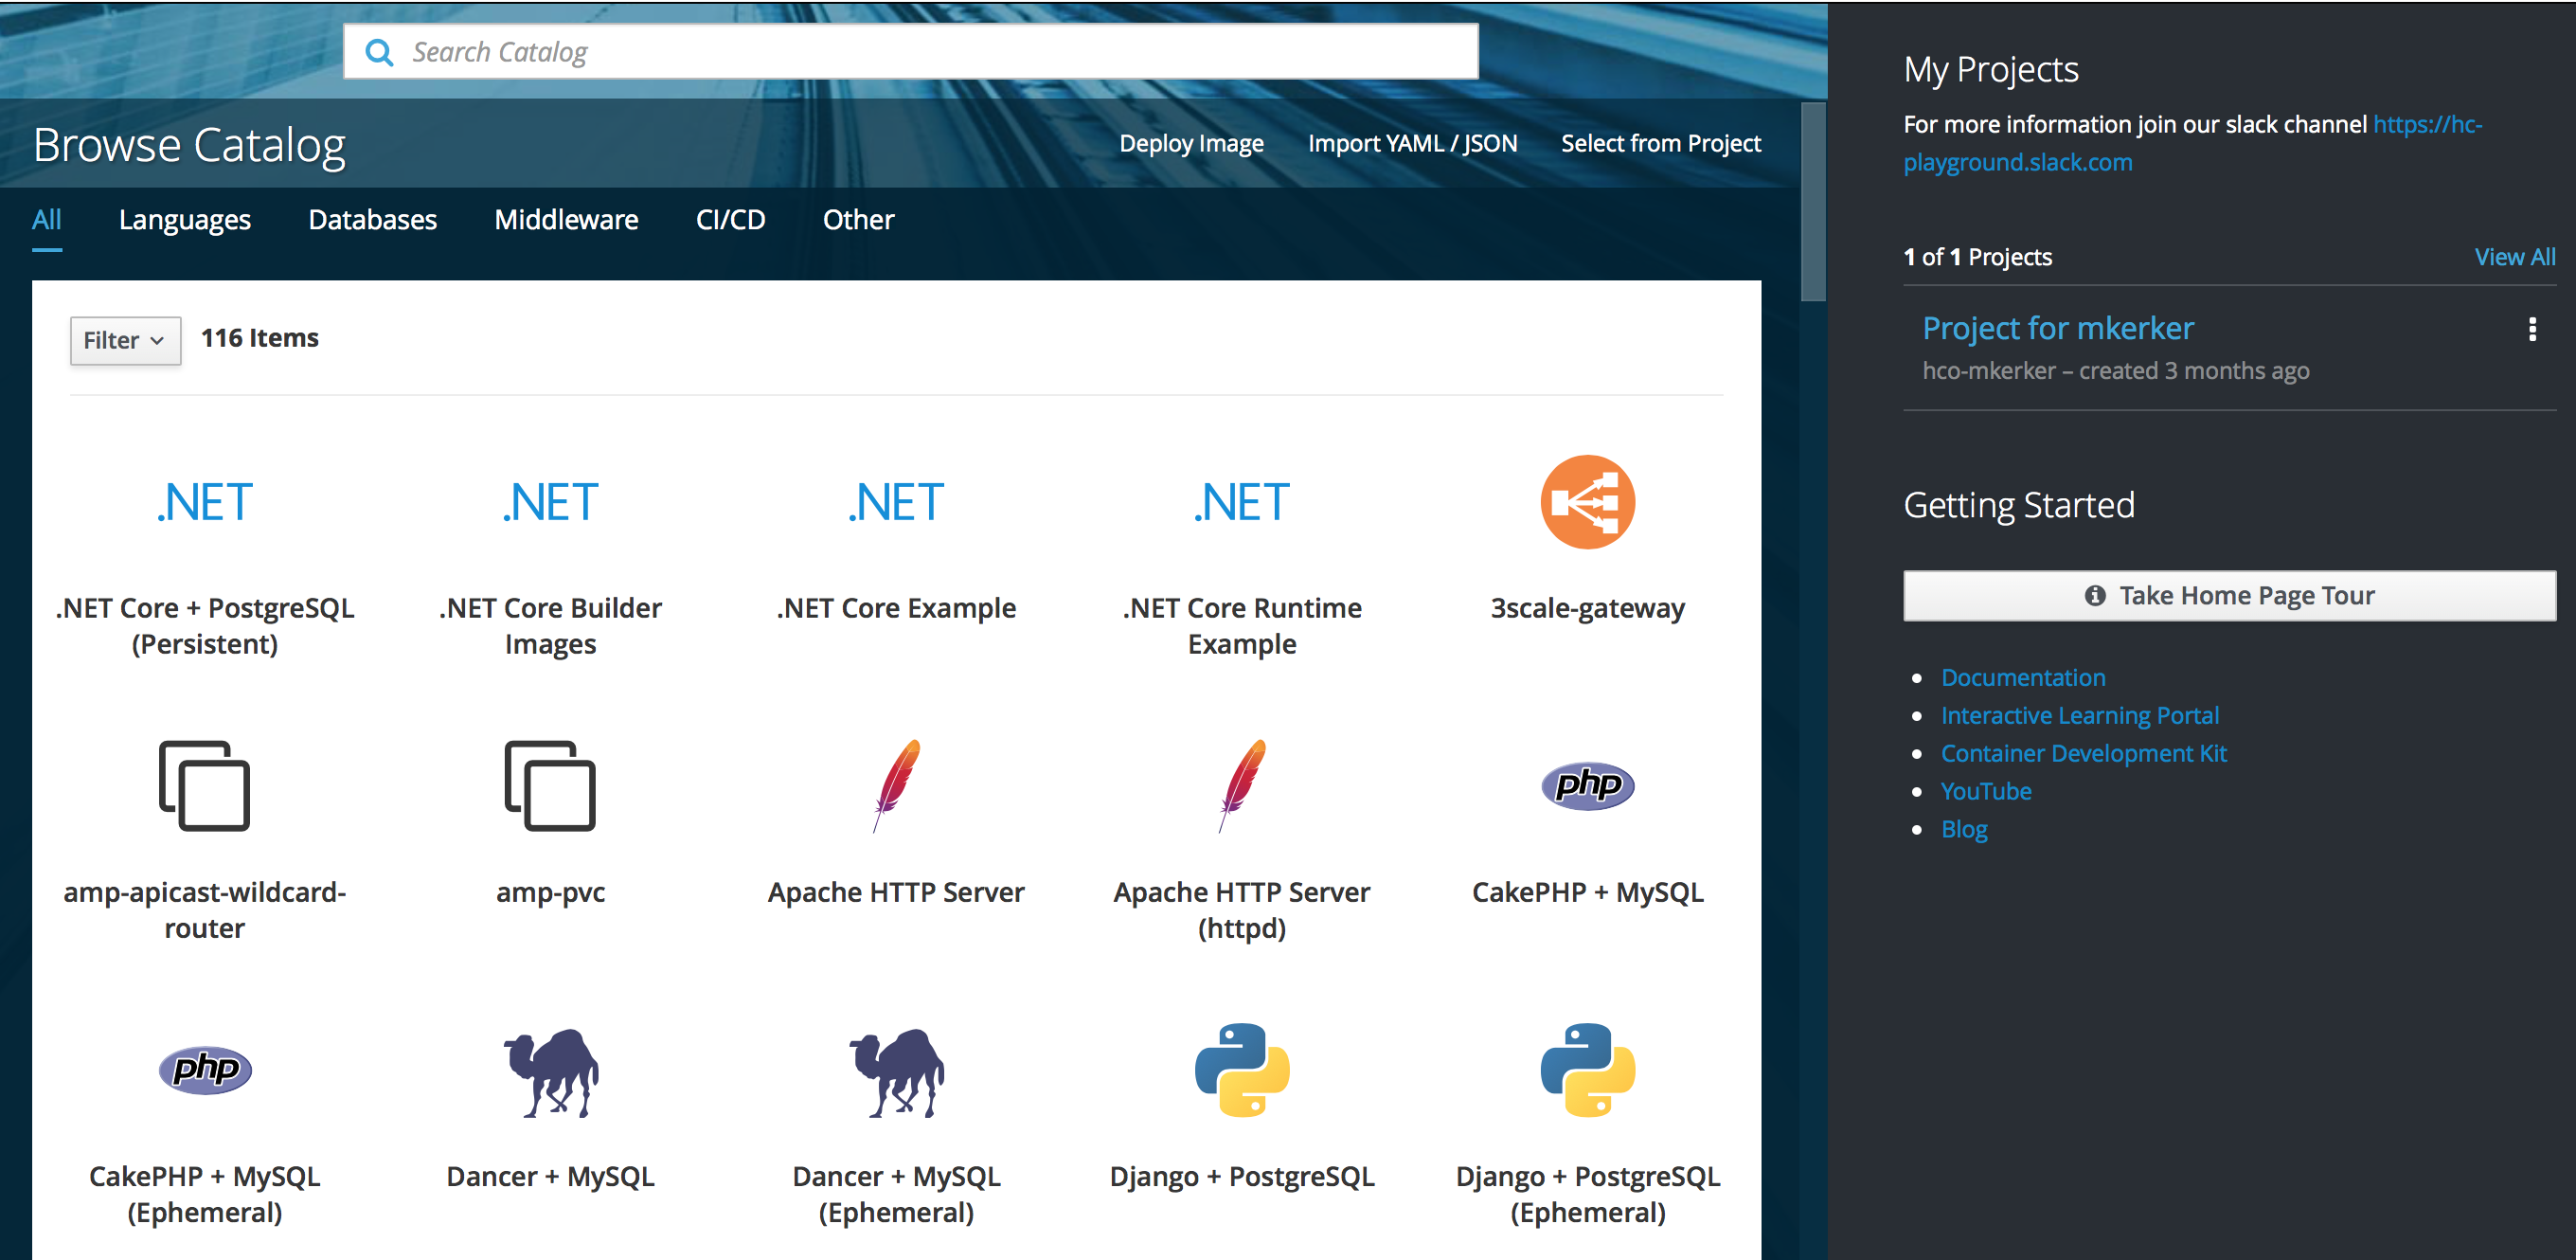 Search Catalog
Browse Catalog
Deploy Image
Import YAML / JSON
Select from Project
All
Languages
Databases
Middleware
CI/CD
Other
Filter
116 Items
.NET
.NET
.NET
.NET
.NET Core + PostgreSQL
(Persistent)
.NET Core Builder
Images
.NET Core Example
.NET Core Runtime
Example
3scale-gateway
php
amp-apicast-wildcard-
router
amp-pvc
Apache HTTP Server
Apache HTTP Server
(httpd)
CakePHP + MySQL
php
CakePHP + MySQL
(Ephemeral)
Dancer + MySQL
Dancer + MySQL
(Ephemeral)
Django + PostgreSQL
Django + PostgreSQL
(Ephemeral)
My Projects
For more information join our slack channel https://hc-
playground.slack.com
1 of 1 Projects
View All
Project for mkerker
hco-mkerker – created 3 months ago
Getting Started
Take Home Page Tour
Documentation
Interactive Learning Portal
Container Development Kit
YouTube
Blog